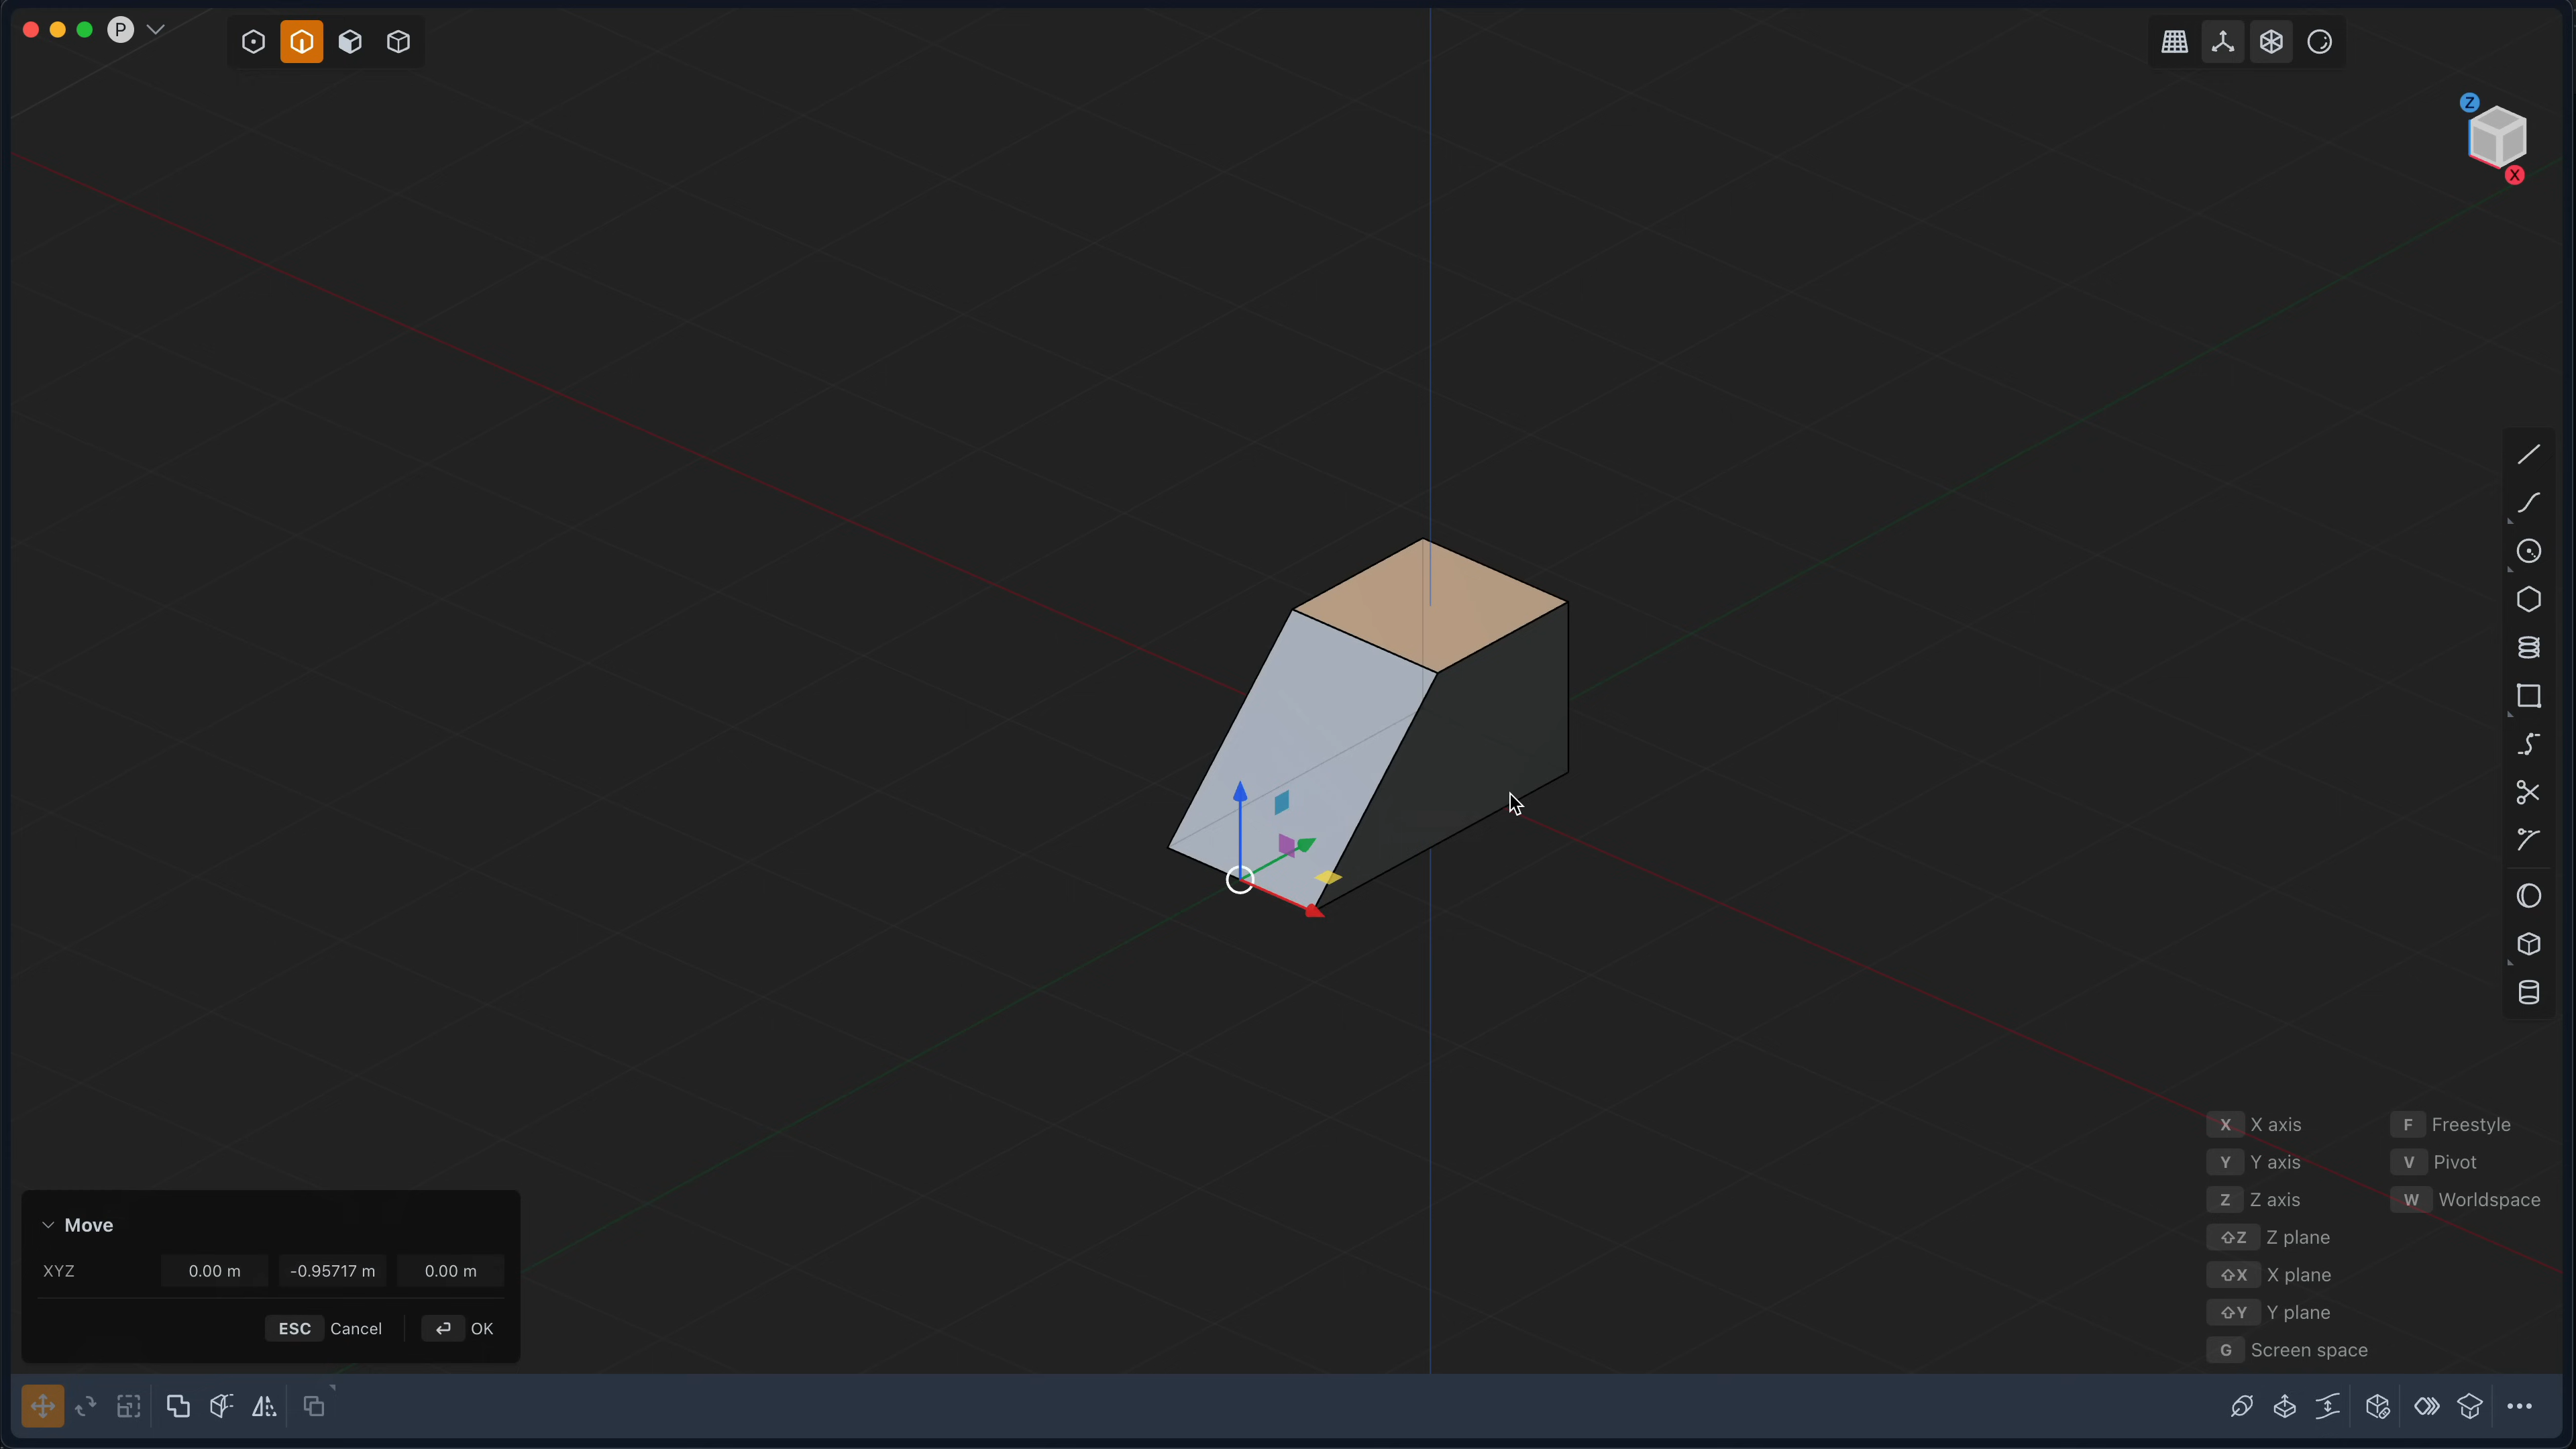 P
Z
X
X X axis F Freestyle
Y Y axis V Pivot
Z Z axis W Worldspace
⇧Z Z plane
⇧X X plane
⇧Y Y plane
G Screen space
Move
XYZ 0.00 m -0.95717 m 0.00 m
ESC Cancel ↵ OK